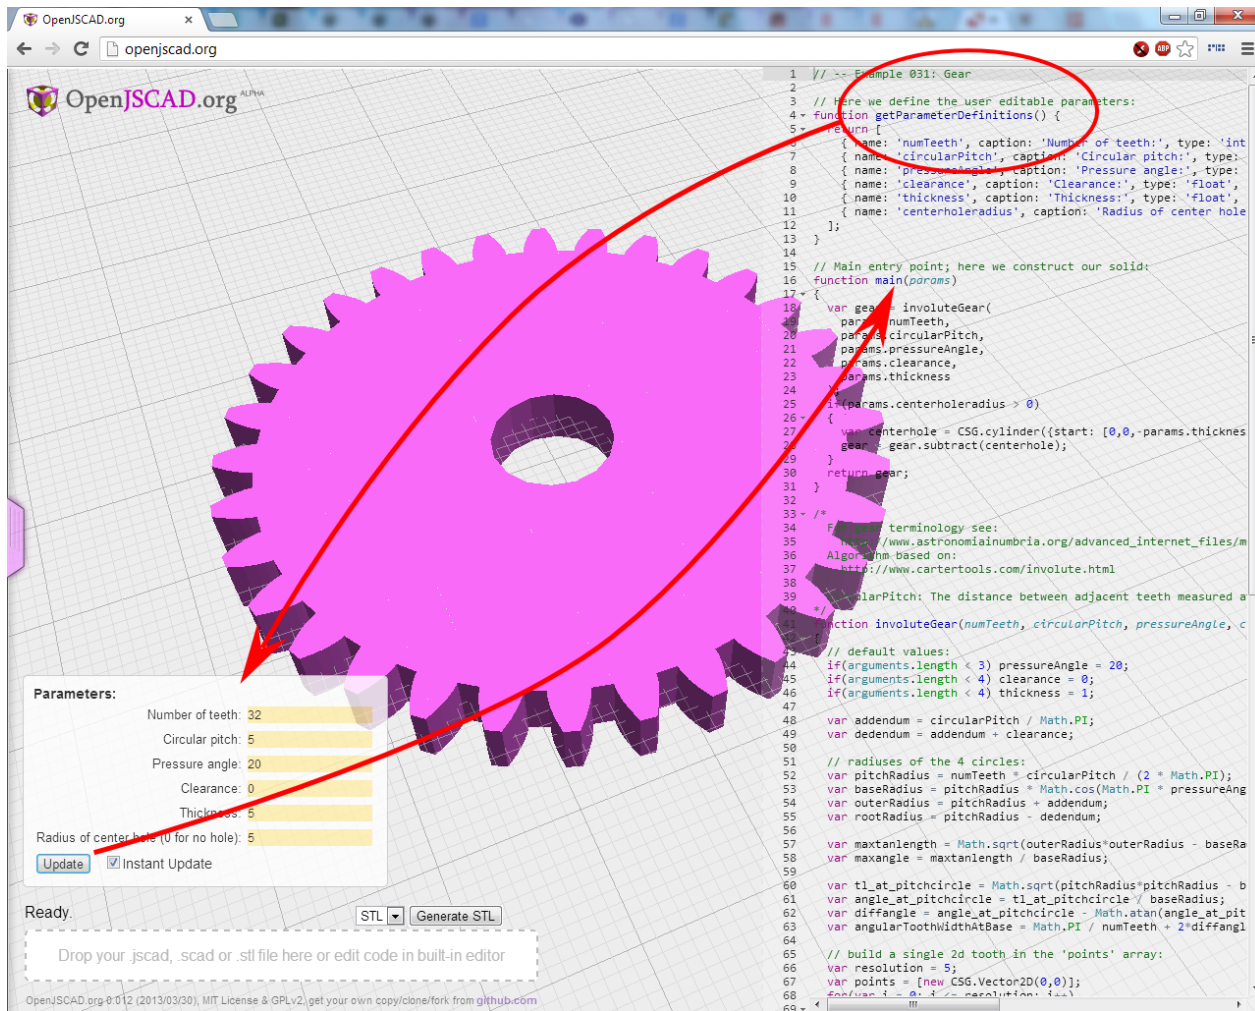 OpenJSCAD.org
openjscad.org
ABP
OpenJSCAD.org ALPHA
1 // -- Example 031: Gear
2
3 // Here we define the user editable parameters:
4 function getParameterDefinitions() {
5 return [
6 { name: 'numTeeth', caption: 'Number of teeth:', type: 'int
7 { name: 'circularPitch', caption: 'Circular pitch:', type:
8 { name: 'pressureAngle', caption: 'Pressure angle:', type:
9 { name: 'clearance', caption: 'Clearance:', type: 'float',
10 { name: 'thickness', caption: 'Thickness:', type: 'float',
11 { name: 'centerholeradius', caption: 'Radius of center hole
12 ];
13 }
14
15 // Main entry point; here we construct our solid:
16 function main(params)
17 {
18 var gear = involuteGear(
19 params.numTeeth,
20 params.circularPitch,
21 params.pressureAngle,
22 params.clearance,
23 params.thickness
24 );
25 if(params.centerholeradius > 0)
26 {
27 var centerhole = CSG.cylinder({start: [0,0,-params.thicknes
28 gear = gear.subtract(centerhole);
29 }
30 return gear;
31 }
32
33 /*
34 For gear terminology see:
35 http://www.astronomiainumbria.org/advanced_internet_files/m
36 Algorithm based on:
37 http://www.cartertools.com/involute.html
38
39 circularPitch: The distance between adjacent teeth measured a
40 */
41 function involuteGear(numTeeth, circularPitch, pressureAngle, c
42 {
43 // default values:
44 if(arguments.length < 3) pressureAngle = 20;
45 if(arguments.length < 4) clearance = 0;
46 if(arguments.length < 4) thickness = 1;
47
48 var addendum = circularPitch / Math.PI;
49 var dedendum = addendum + clearance;
50
51 // radiuses of the 4 circles:
52 var pitchRadius = numTeeth * circularPitch / (2 * Math.PI);
53 var baseRadius = pitchRadius * Math.cos(Math.PI * pressureAng
54 var outerRadius = pitchRadius + addendum;
55 var rootRadius = pitchRadius - dedendum;
56
57 var maxtanlength = Math.sqrt(outerRadius*outerRadius - baseRa
58 var maxangle = maxtanlength / baseRadius;
59
60 var tl_at_pitchcircle = Math.sqrt(pitchRadius*pitchRadius - b
61 var angle_at_pitchcircle = tl_at_pitchcircle / baseRadius;
62 var diffangle = angle_at_pitchcircle - Math.atan(angle_at_pit
63 var angularToothWidthAtBase = Math.PI / numTeeth + 2*diffangl
64
65 // build a single 2d tooth in the 'points' array:
66 var resolution = 5;
67 var points = [new CSG.Vector2D(0,0)];
68 for(var i = 0; i <= resolution; i++)
69
Parameters:
Number of teeth: 32
Circular pitch: 5
Pressure angle: 20
Clearance: 0
Thickness: 5
Radius of center hole (0 for no hole): 5
Update Instant Update
Ready. STL Generate STL
Drop your .jscad, .scad or .stl file here or edit code in built-in editor
OpenJSCAD.org 0.012 (2013/03/30), MIT License & GPLv2, get your own copy/clone/fork from github.com